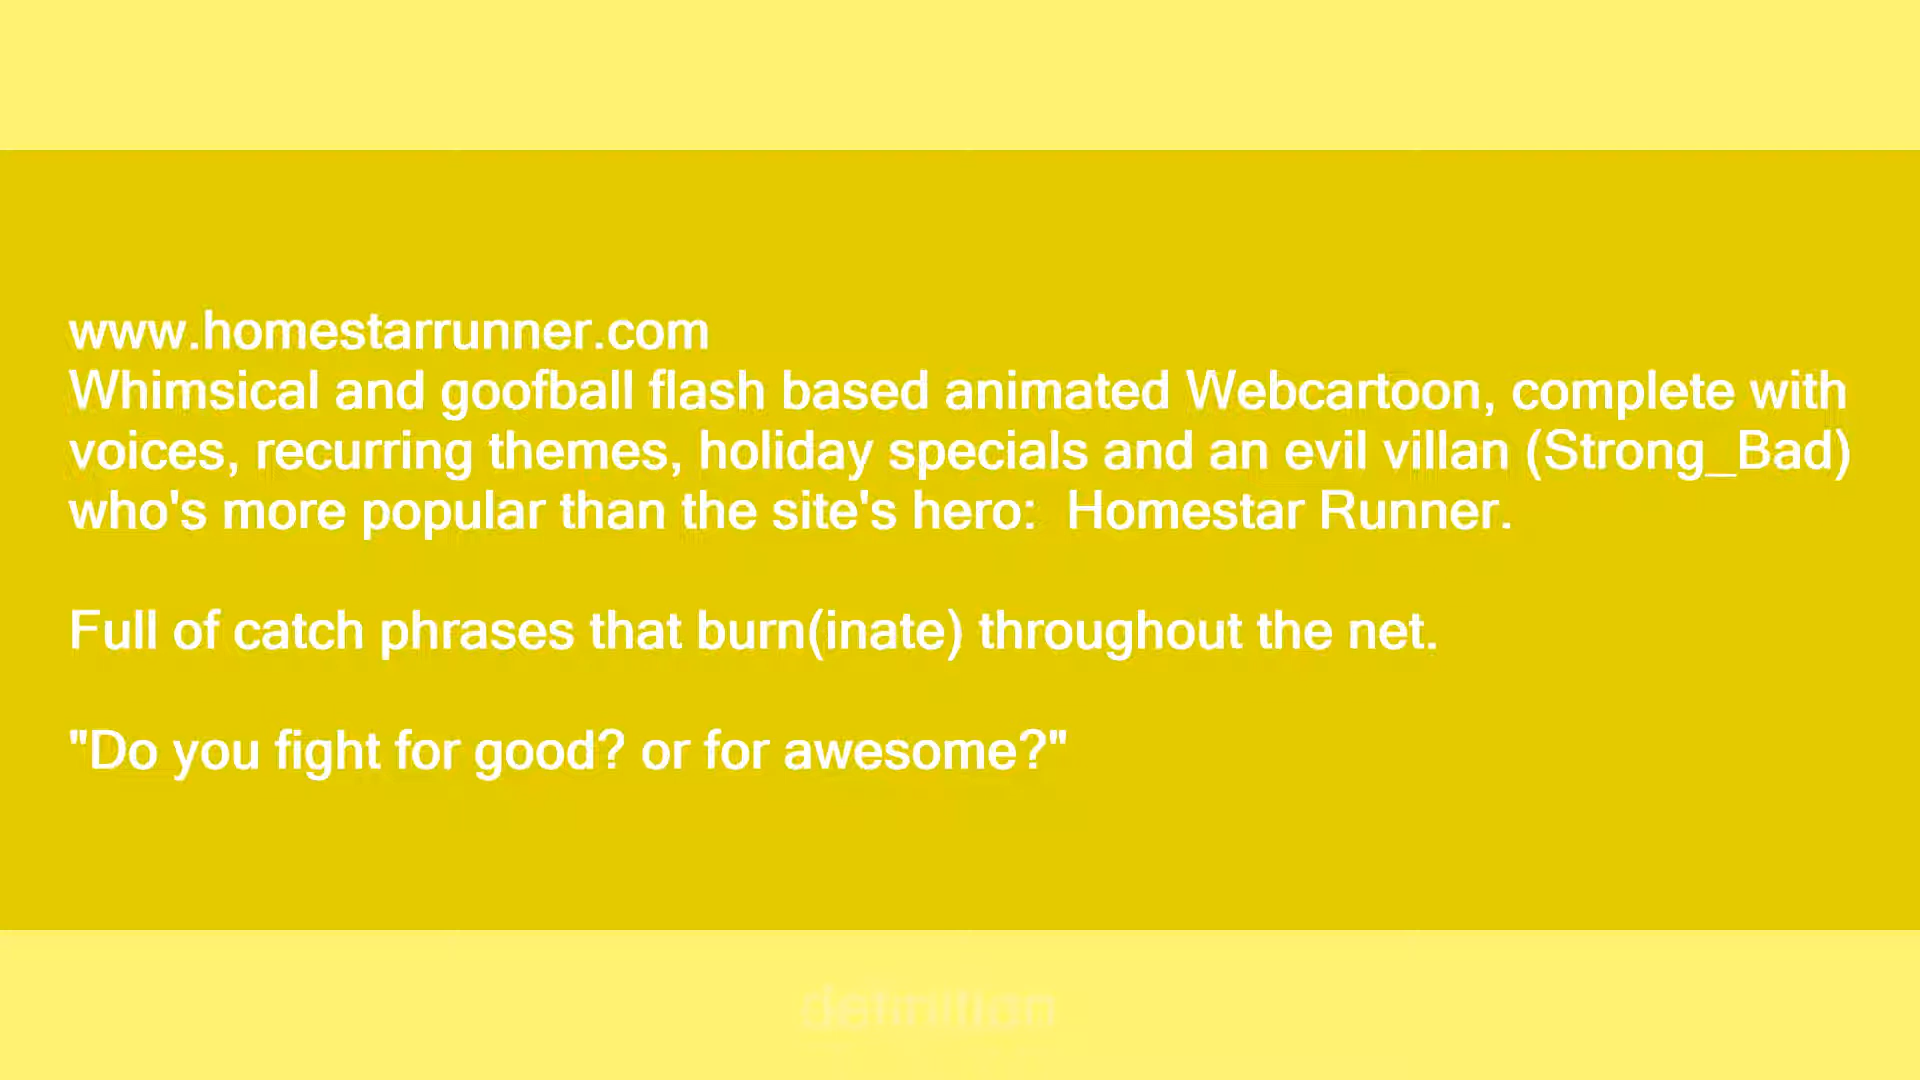 www.homestarrunner.com
Whimsical and goofball flash based animated Webcartoon, complete with
voices, recurring themes, holiday specials and an evil villan (Strong_Bad)
who's more popular than the site's hero:  Homestar Runner.
Full of catch phrases that burn(inate) throughout the net.
"Do you fight for good? or for awesome?"
definition